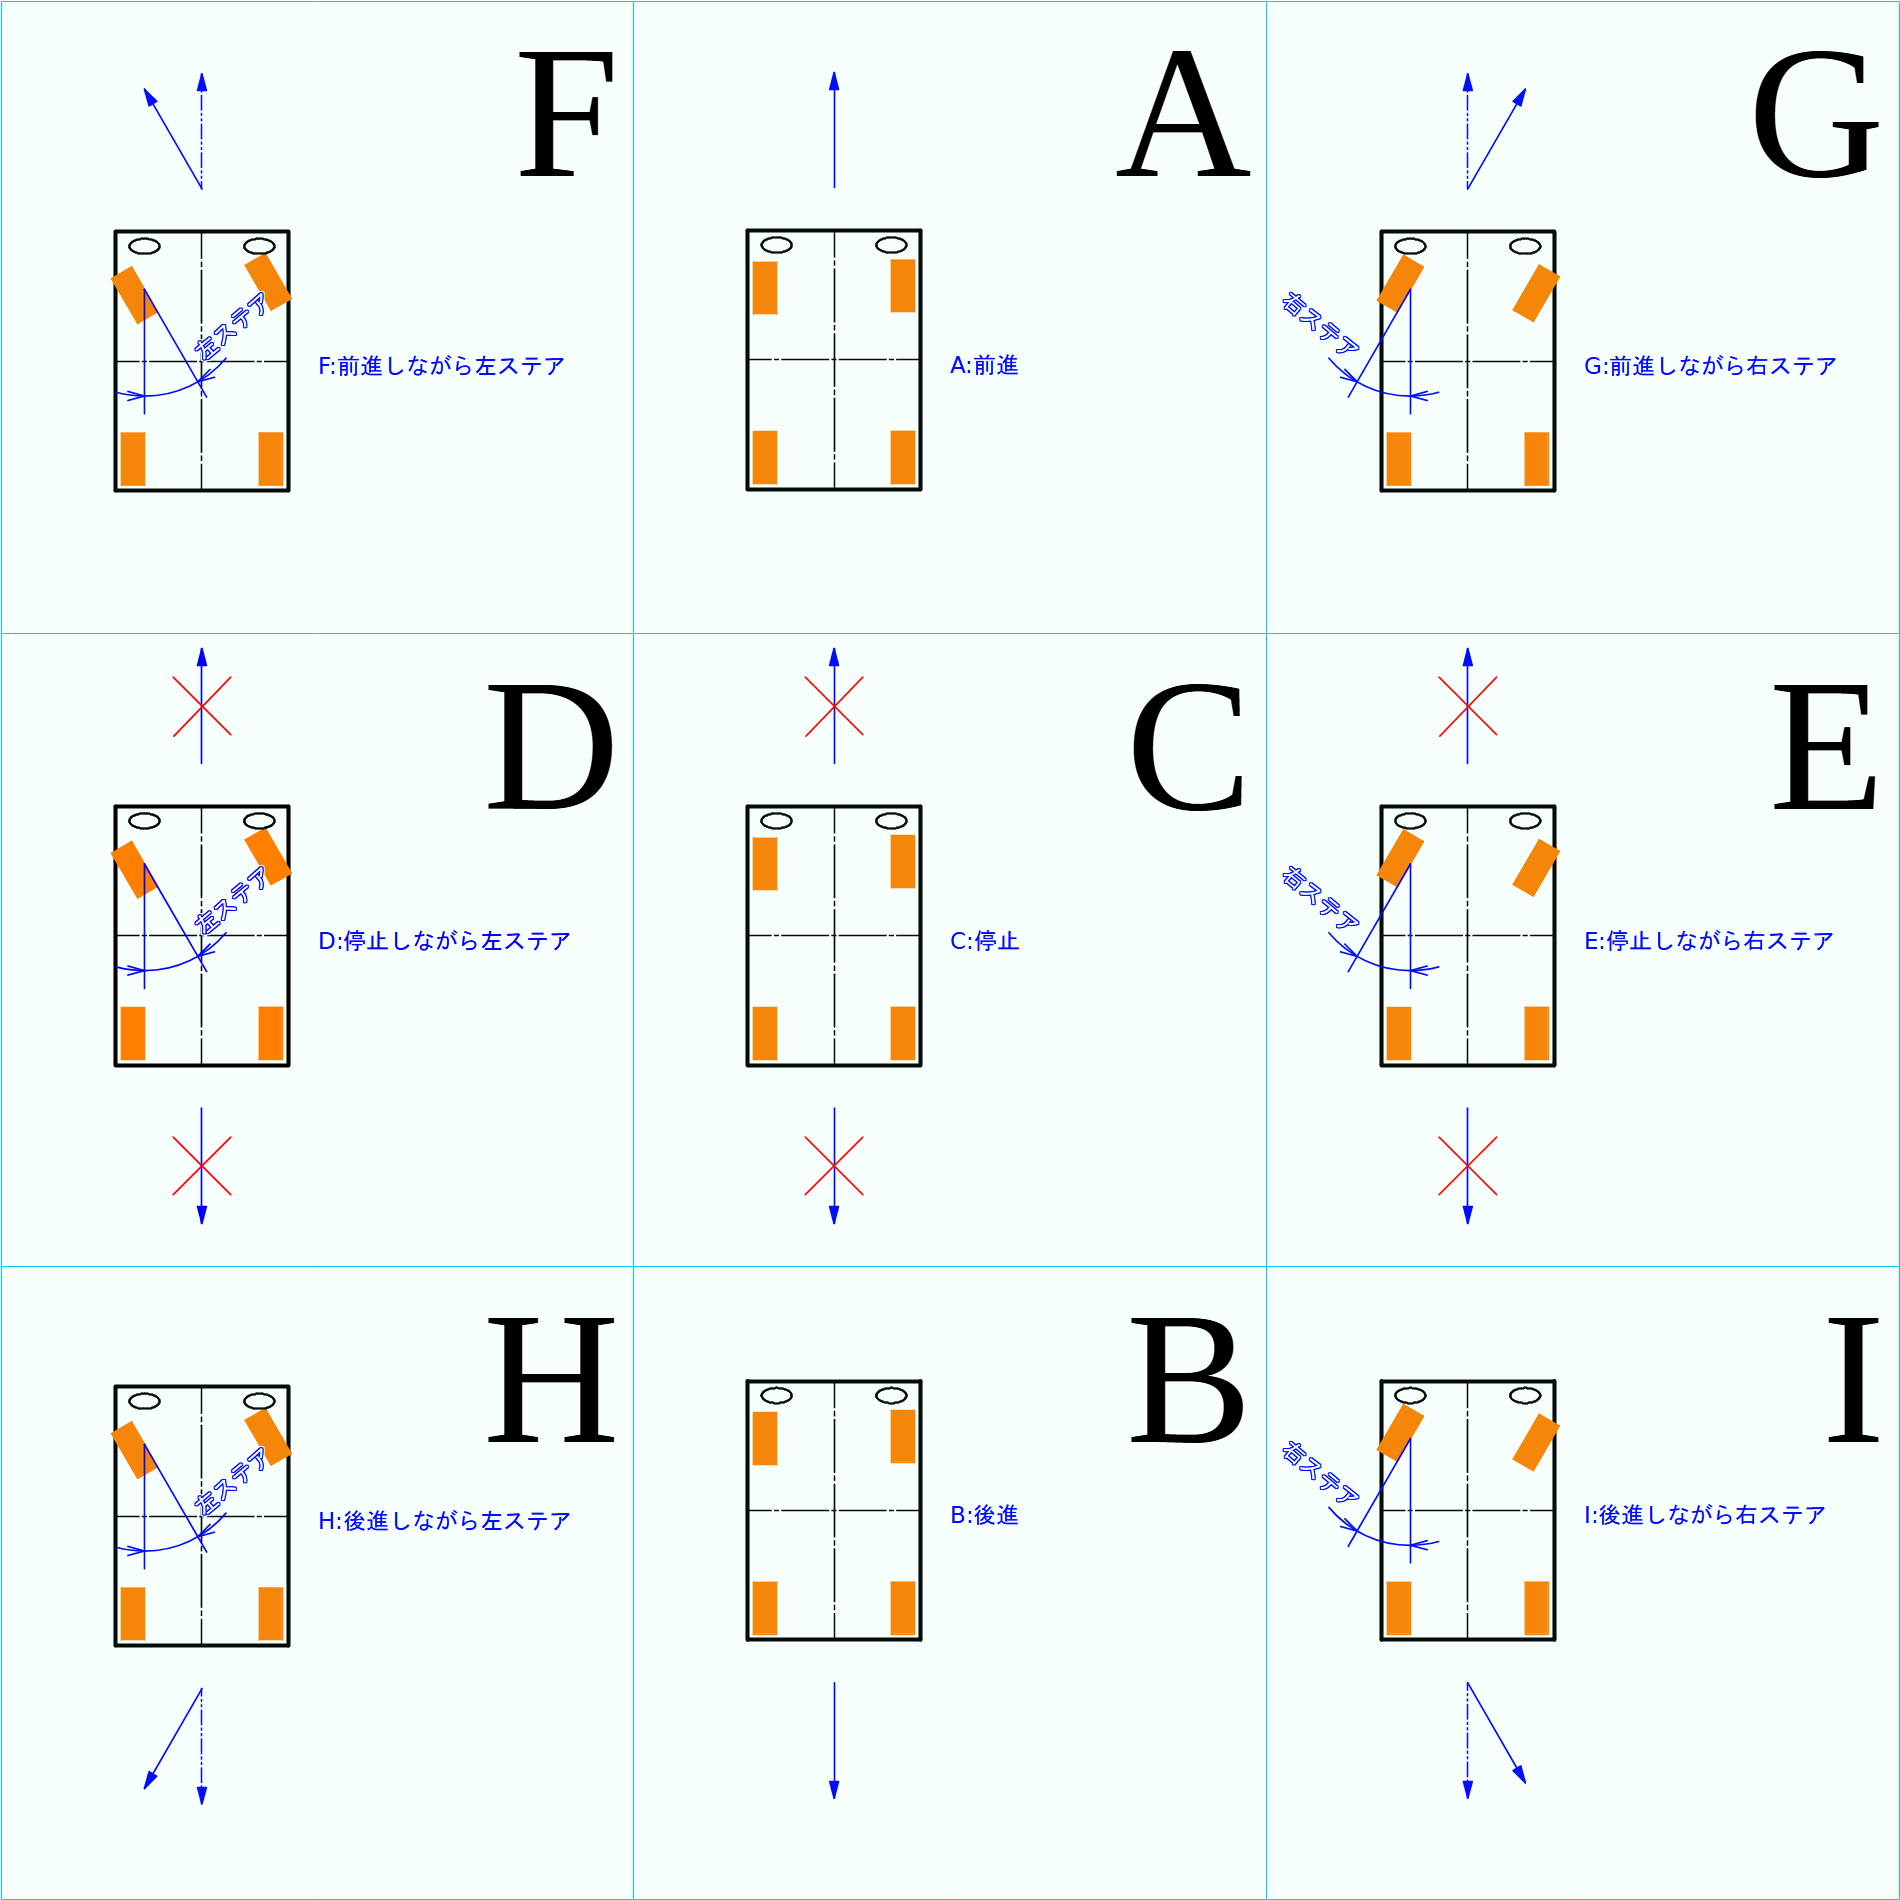 F
左ステア
F:前進しながら左ステア
A
A:前進
G
右ステア
G:前進しながら右ステア
D
左ステア
D:停止しながら左ステア
C
C:停止
E
右ステア
E:停止しながら右ステア
H
左ステア
H:後進しながら左ステア
B
B:後進
I
右ステア
I:後進しながら右ステア